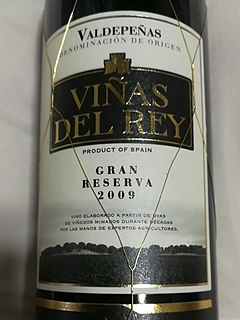 VALDEPEÑAS
DENOMINACIÓN DE ORIGEN
VIÑAS
DEL REY
PRODUCT OF SPAIN
GRAN
RESERVA
2009
VINO ELABORADO A PARTIR DE UVAS
DE VIÑEDOS MIMADOS DURANTE DÉCADAS
POR LAS MANOS DE EXPERTOS AGRICULTORES.